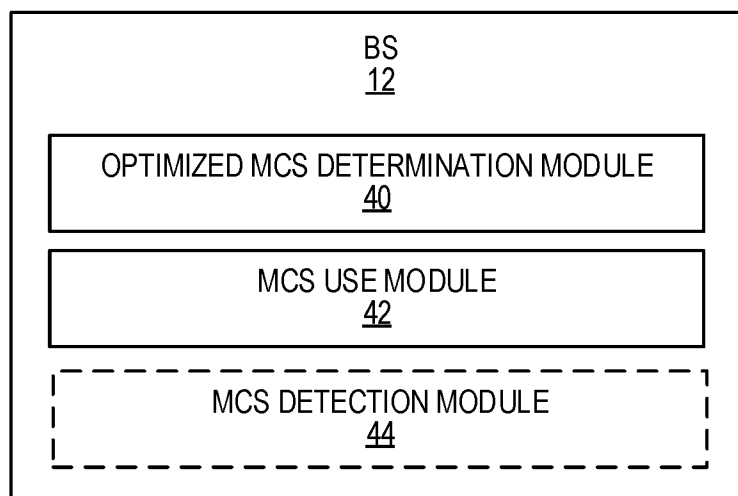 BS
12
OPTIMIZED MCS DETERMINATION MODULE
40
MCS USE MODULE
42
MCS DETECTION MODULE
44